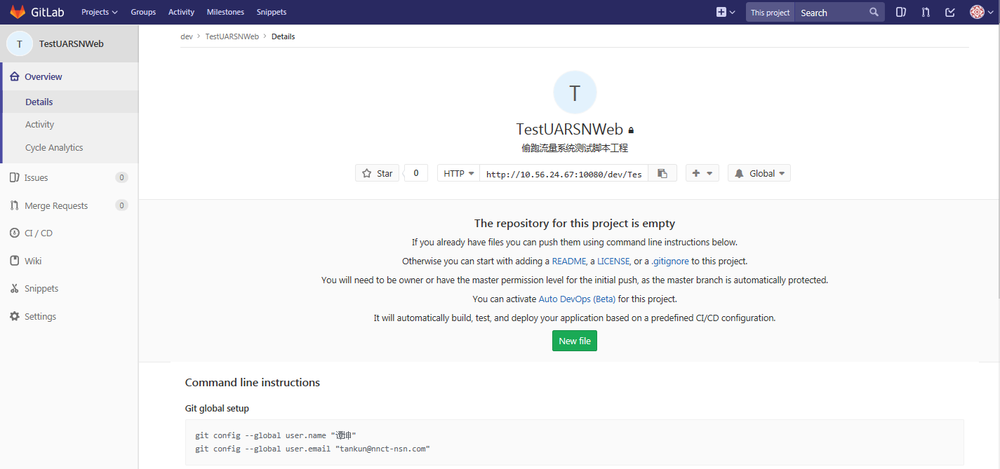 GitLab Projects Groups Activity Milestones Snippets This project Search
T TestUARSNWeb
dev > TestUARSNWeb > Details
Overview
Details
Activity
Cycle Analytics
Issues 0
Merge Requests 0
CI / CD
Wiki
Snippets
Settings
T
TestUARSNWeb
偷跑流量系统测试脚本工程
Star 0 HTTP http://10.56.24.67:10080/dev/Tes Global
The repository for this project is empty
If you already have files you can push them using command line instructions below.
Otherwise you can start with adding a README, a LICENSE, or a .gitignore to this project.
You will need to be owner or have the master permission level for the initial push, as the master branch is automatically protected.
You can activate Auto DevOps (Beta) for this project.
It will automatically build, test, and deploy your application based on a predefined CI/CD configuration.
New file
Command line instructions
Git global setup
git config --global user.name "谭坤"
git config --global user.email "tankun@nnct-nsn.com"